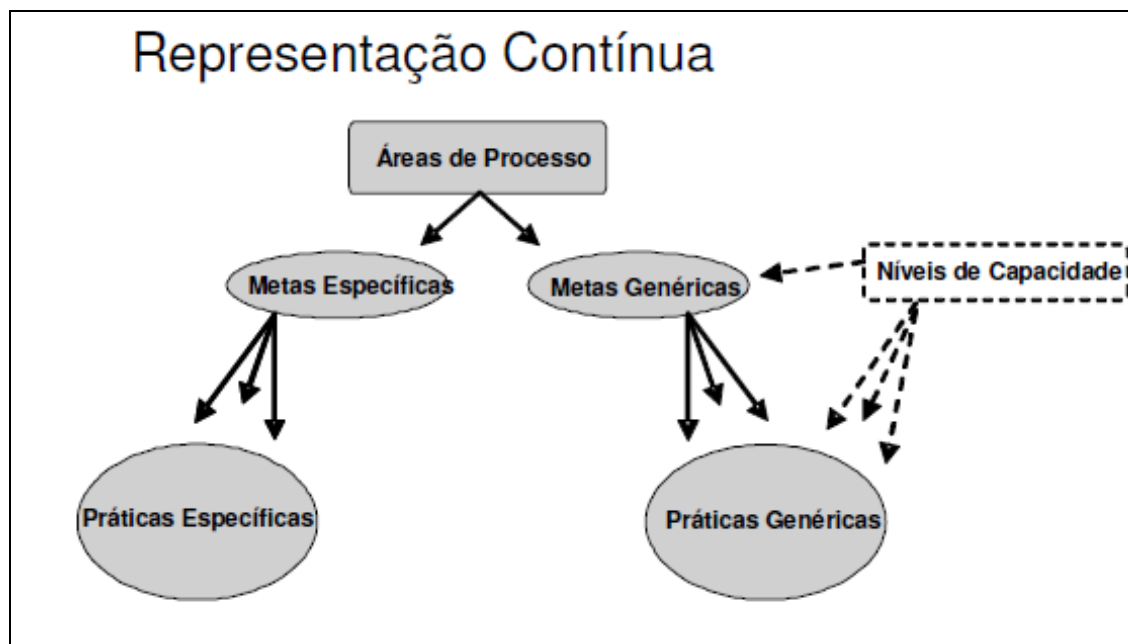 Representação Contínua
Áreas de Processo
Metas Específicas
Metas Genéricas
Níveis de Capacidade
Práticas Específicas
Práticas Genéricas